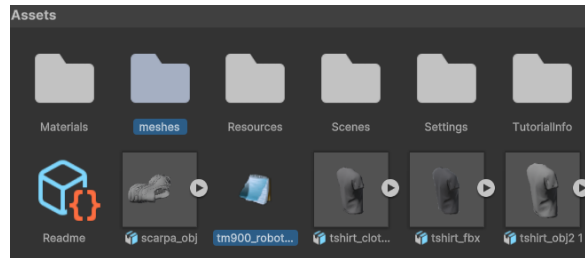 Assets
Materials meshes Resources Scenes Settings TutorialInfo
Readme scarpa_obj tm900_robot... tshirt_clot... tshirt_fbx tshirt_obj2 1